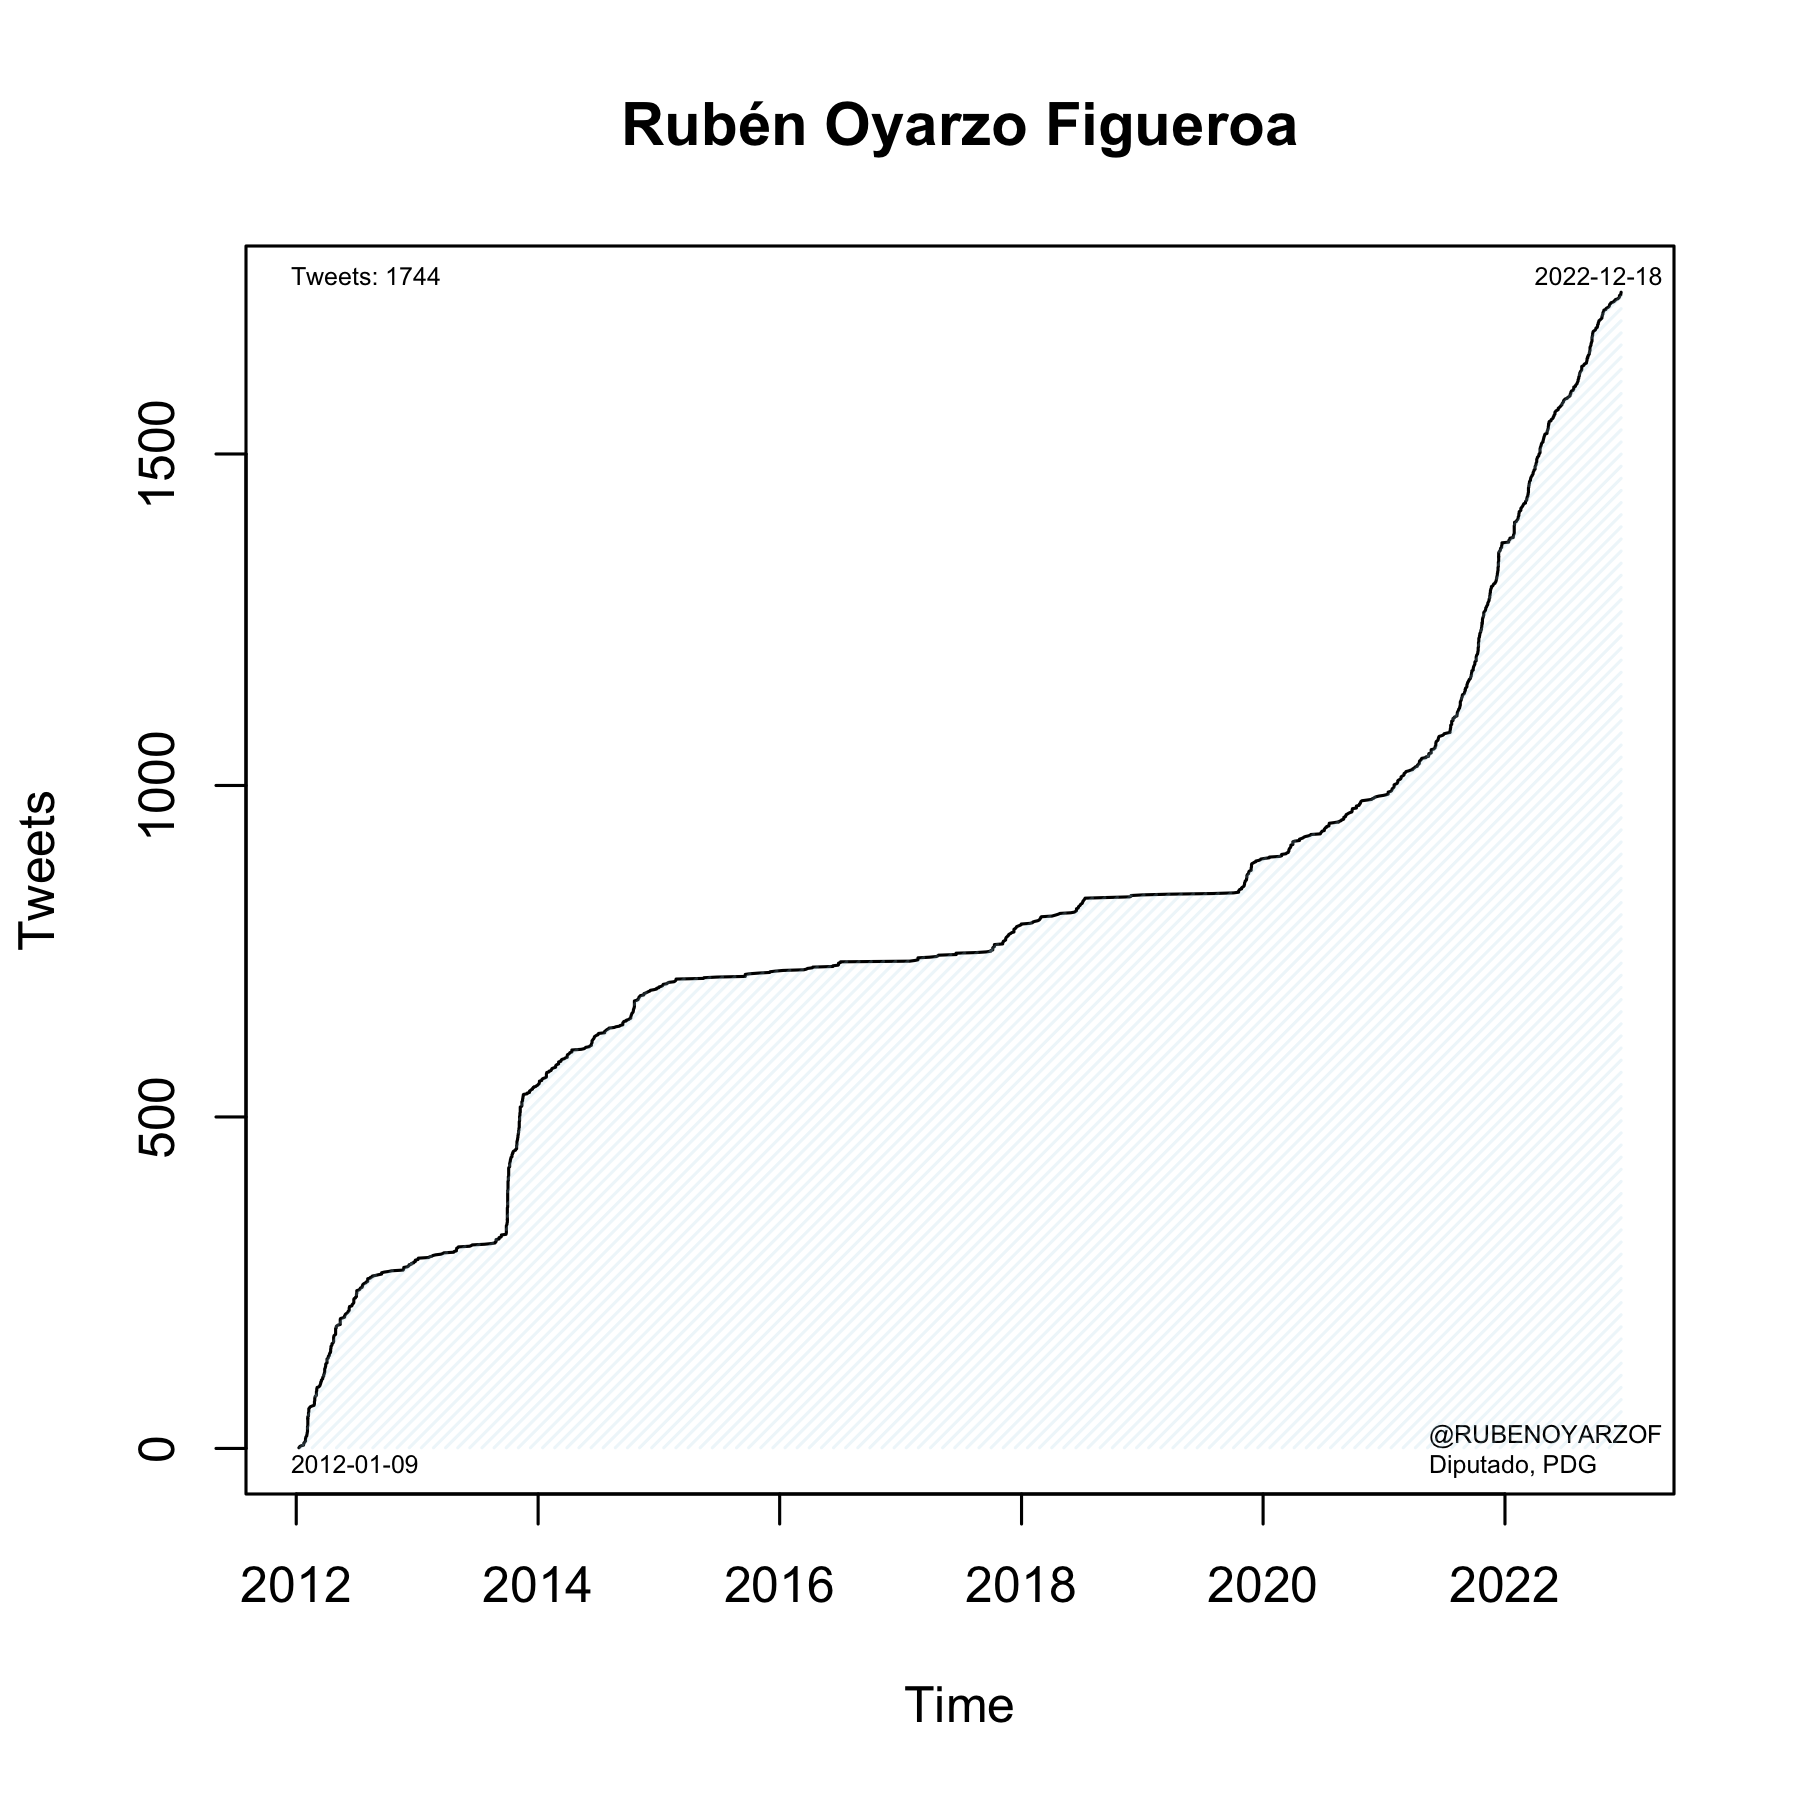 Rubén Oyarzo Figueroa
Tweets: 1744
2022-12-18
1500
1000
500
0
Tweets
@RUBENOYARZOF
Diputado, PDG
2012-01-09
2012
2014
2016
2018
2020
2022
Time